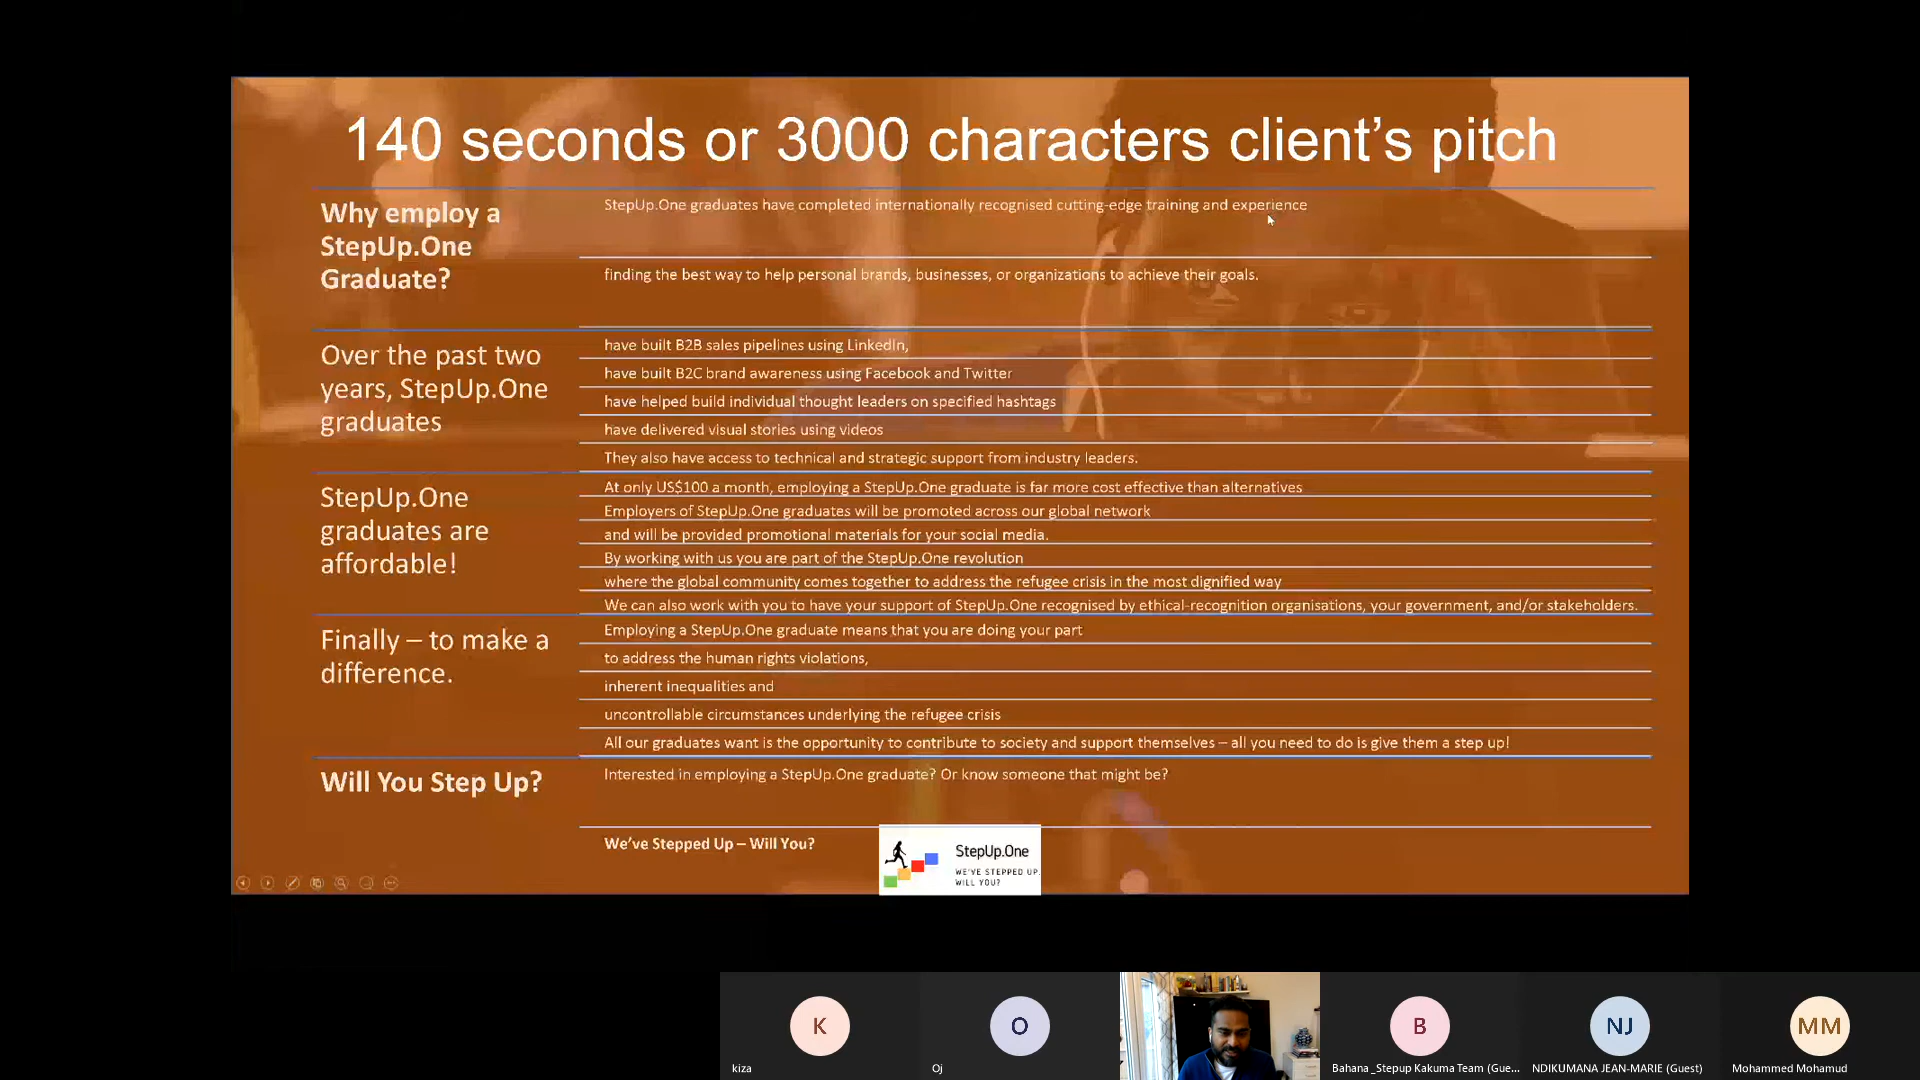 140 seconds or 3000 characters client's pitch
Why employ a
StepUp.One
Graduate?
StepUp.One graduates have completed internationally recognised cutting-edge training and experience
finding the best way to help personal brands, businesses, or organizations to achieve their goals.
Over the past two
years, StepUp.One
graduates
have built B2B sales pipelines using LinkedIn,
have built B2C brand awareness using Facebook and Twitter
have helped build individual thought leaders on specified hashtags
have delivered visual stories using videos
They also have access to technical and strategic support from industry leaders.
StepUp.One
graduates are
affordable!
At only US$100 a month, employing a StepUp.One graduate is far more cost effective than alternatives
Employers of StepUp.One graduates will be promoted across our global network
and will be provided promotional materials for your social media.
By working with us you are part of the StepUp.One revolution
where the global community comes together to address the refugee crisis in the most dignified way
We can also work with you to have your support of StepUp.One recognised by ethical-recognition organisations, your government, and/or stakeholders.
Finally – to make a
difference.
Employing a StepUp.One graduate means that you are doing your part
to address the human rights violations,
inherent inequalities and
uncontrollable circumstances underlying the refugee crisis
All our graduates want is the opportunity to contribute to society and support themselves – all you need to do is give them a step up!
Will You Step Up?
Interested in employing a StepUp.One graduate? Or know someone that might be?
We've Stepped Up – Will You?
StepUp.One
WE'VE STEPPED UP.
WILL YOU?
K
O
B
NJ
MM
kiza
Oj
Bahana _Stepup Kakuma Team (Gue...
NDIKUMANA JEAN-MARIE (Guest)
Mohammed Mohamud